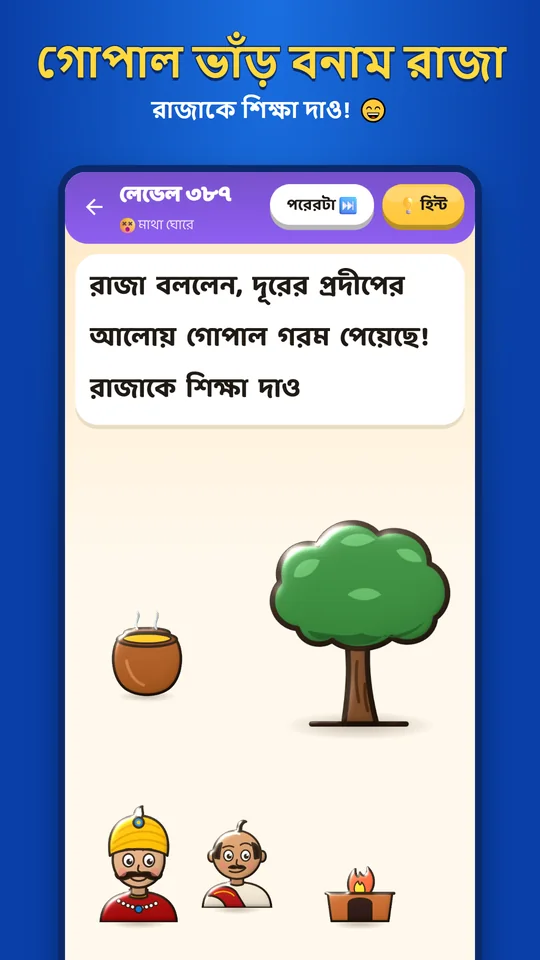 গোপাল ভাঁড় বনাম রাজা
রাজাকে শিক্ষা দাও! 😄
লেভেল ৩৮৭
😵 মাথা ঘোরে
পরেরটা ⏭️
💡 হিন্ট
রাজা বললেন, দূরের প্রদীপের
আলোয় গোপাল গরম পেয়েছে!
রাজাকে শিক্ষা দাও